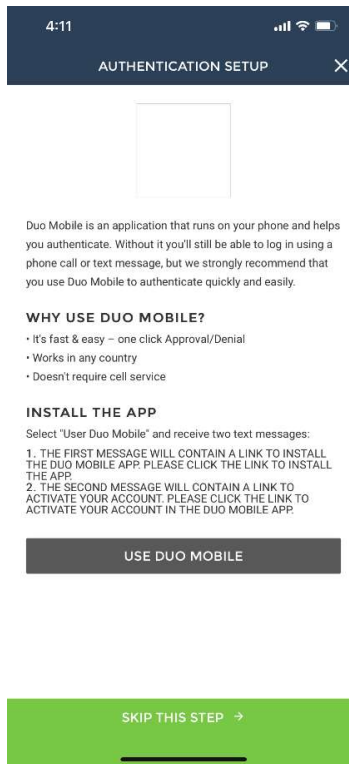 4:11
AUTHENTICATION SETUP
Duo Mobile is an application that runs on your phone and helps
you authenticate. Without it you'll still be able to log in using a
phone call or text message, but we strongly recommend that
you use Duo Mobile to authenticate quickly and easily.
WHY USE DUO MOBILE?
• It's fast & easy – one click Approval/Denial
• Works in any country
• Doesn't require cell service
INSTALL THE APP
Select "User Duo Mobile" and receive two text messages:
1. THE FIRST MESSAGE WILL CONTAIN A LINK TO INSTALL
THE DUO MOBILE APP. PLEASE CLICK THE LINK TO INSTALL
THE APP.
2. THE SECOND MESSAGE WILL CONTAIN A LINK TO
ACTIVATE YOUR ACCOUNT. PLEASE CLICK THE LINK TO
ACTIVATE YOUR ACCOUNT IN THE DUO MOBILE APP.
USE DUO MOBILE
SKIP THIS STEP →